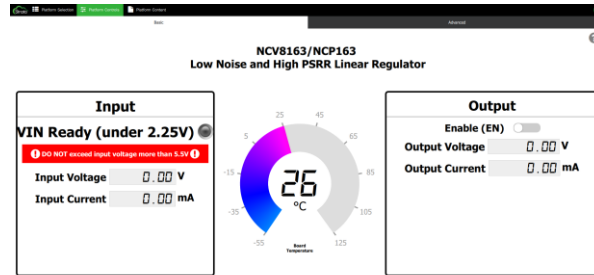 Platform Selection Platform Controls Platform Content
Basic Advanced
NCV8163/NCP163
Low Noise and High PSRR Linear Regulator
Input
VIN Ready (under 2.25V)
DO NOT exceed input voltage more than 5.5V
Input Voltage 0.00 V
Input Current 0.00 mA
25 45
5 65
-15 85
-35 105
-55 125
26
°C
Board
Temperature
Output
Enable (EN)
Output Voltage 0.00 V
Output Current 0.00 mA